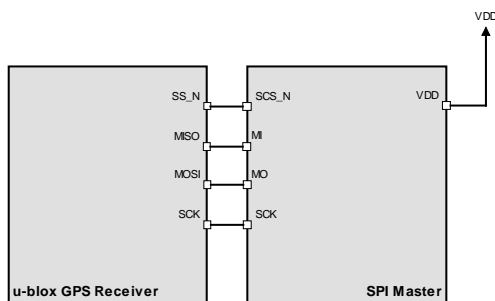 VDD
SS_N SCS_N VDD
MISO MI
MOSI MO
SCK SCK
u-blox GPS Receiver SPI Master